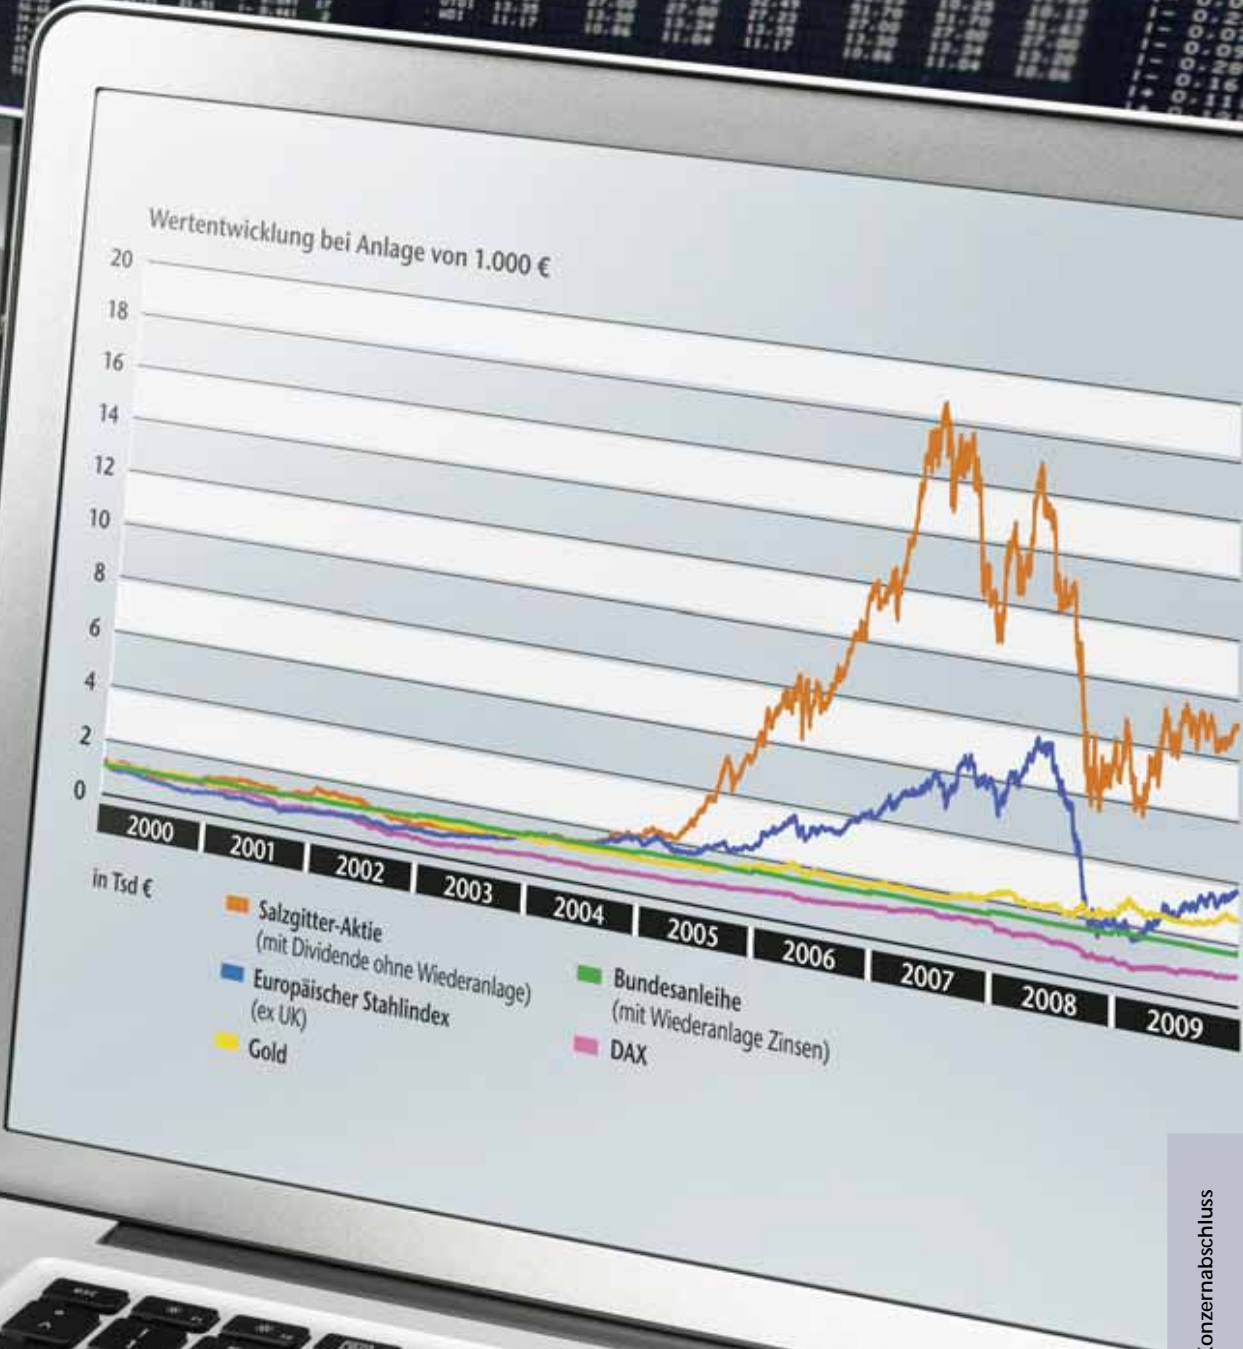 Wertentwicklung bei Anlage von 1.000 €
20
18
16
14
12
10
8
6
4
2
0
2000
2001
2002
2003
2004
2005
2006
2007
2008
2009
in Tsd €
Salzgitter-Aktie
(mit Dividende ohne Wiederanlage)
Europäischer Stahlindex
(ex UK)
Gold
Bundesanleihe
(mit Wiederanlage Zinsen)
DAX